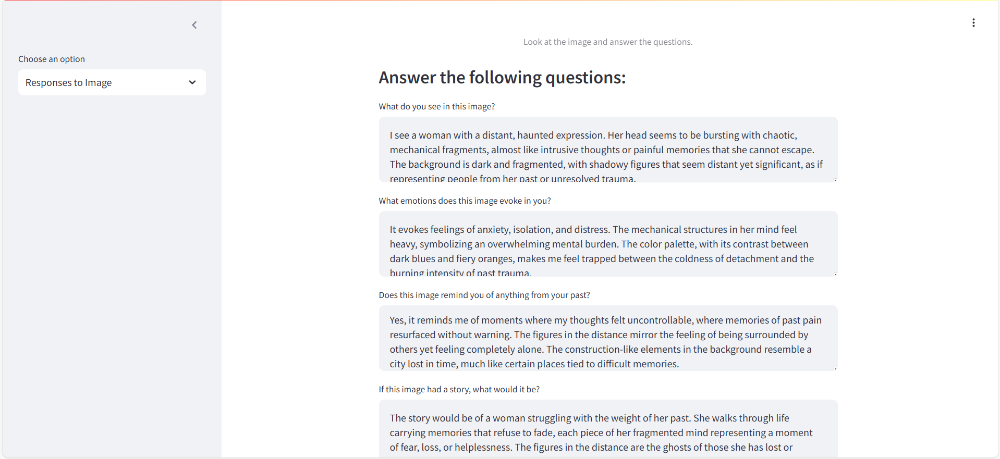 Choose an option
Responses to Image
Look at the image and answer the questions.
Answer the following questions:
What do you see in this image?
I see a woman with a distant, haunted expression. Her head seems to be bursting with chaotic,
mechanical fragments, almost like intrusive thoughts or painful memories that she cannot escape.
The background is dark and fragmented, with shadowy figures that seem distant yet significant, as if
representing people from her past or unresolved trauma.
What emotions does this image evoke in you?
It evokes feelings of anxiety, isolation, and distress. The mechanical structures in her mind feel
heavy, symbolizing an overwhelming mental burden. The color palette, with its contrast between
dark blues and fiery oranges, makes me feel trapped between the coldness of detachment and the
burning intensity of past trauma.
Does this image remind you of anything from your past?
Yes, it reminds me of moments where my thoughts felt uncontrollable, where memories of past pain
resurfaced without warning. The figures in the distance mirror the feeling of being surrounded by
others yet feeling completely alone. The construction-like elements in the background resemble a
city lost in time, much like certain places tied to difficult memories.
If this image had a story, what would it be?
The story would be of a woman struggling with the weight of her past. She walks through life
carrying memories that refuse to fade, each piece of her fragmented mind representing a moment
of fear, loss, or helplessness. The figures in the distance are the ghosts of those she has lost or